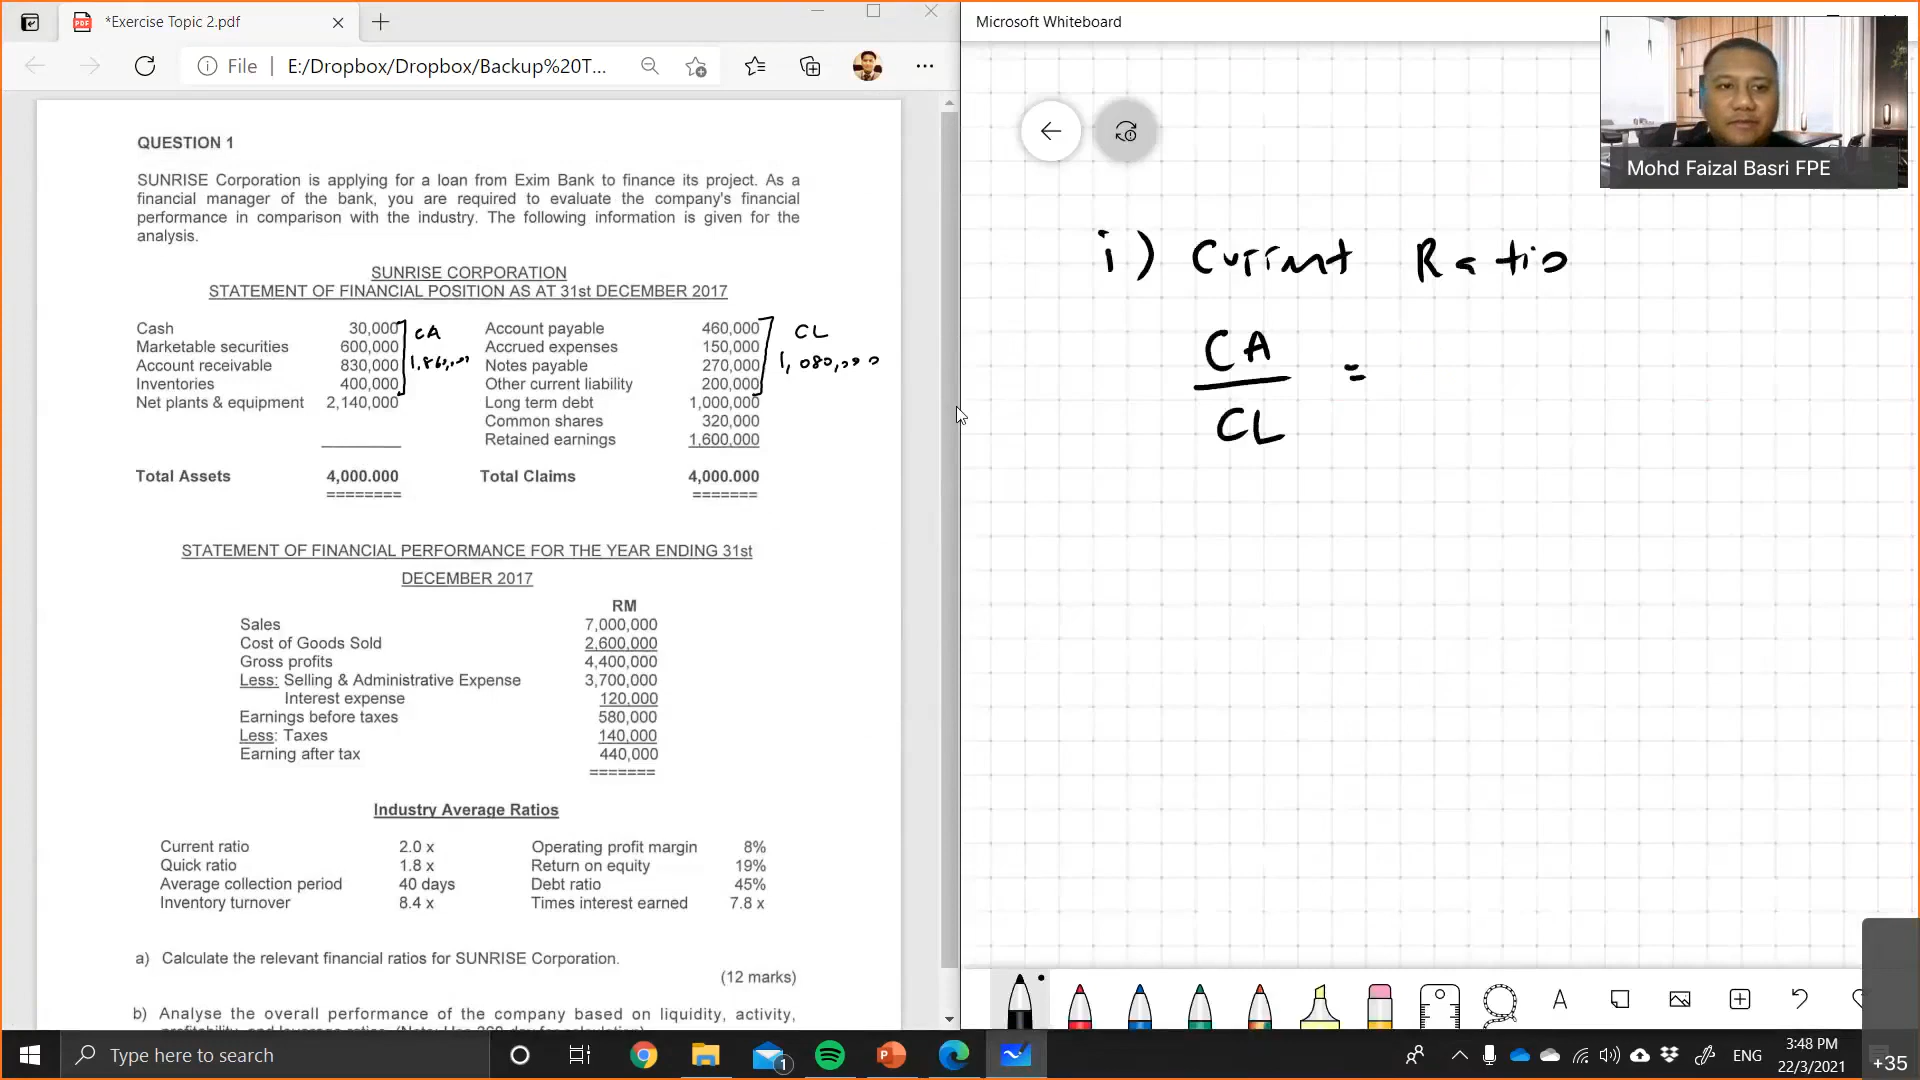 *Exercise Topic 2.pdf
File
E:/Dropbox/Dropbox/Backup%20T...
QUESTION 1
SUNRISE Corporation is applying for a loan from Exim Bank to finance its project. As a
financial manager of the bank, you are required to evaluate the company's financial
performance in comparison with the industry. The following information is given for the
analysis.
SUNRISE CORPORATION
STATEMENT OF FINANCIAL POSITION AS AT 31st DECEMBER 2017
Cash 30,000 CA Account payable 460,000 CL
Marketable securities 600,000 Accrued expenses 150,000
Account receivable 830,000 1,860,000 Notes payable 270,000 1,080,000
Inventories 400,000 Other current liability 200,000
Net plants & equipment 2,140,000 Long term debt 1,000,000
Common shares 320,000
Retained earnings 1,600,000
Total Assets 4,000.000 Total Claims 4,000.000
======== =======
STATEMENT OF FINANCIAL PERFORMANCE FOR THE YEAR ENDING 31st
DECEMBER 2017
RM
Sales 7,000,000
Cost of Goods Sold 2,600,000
Gross profits 4,400,000
Less: Selling & Administrative Expense 3,700,000
Interest expense 120,000
Earnings before taxes 580,000
Less: Taxes 140,000
Earning after tax 440,000
=======
Industry Average Ratios
Current ratio 2.0 x Operating profit margin 8%
Quick ratio 1.8 x Return on equity 19%
Average collection period 40 days Debt ratio 45%
Inventory turnover 8.4 x Times interest earned 7.8 x
a) Calculate the relevant financial ratios for SUNRISE Corporation.
(12 marks)
b) Analyse the overall performance of the company based on liquidity, activity,
Microsoft Whiteboard
Mohd Faizal Basri FPE
i) Current Ratio
CA
=
CL
Type here to search
1
ENG
3:48 PM
22/3/2021
+35